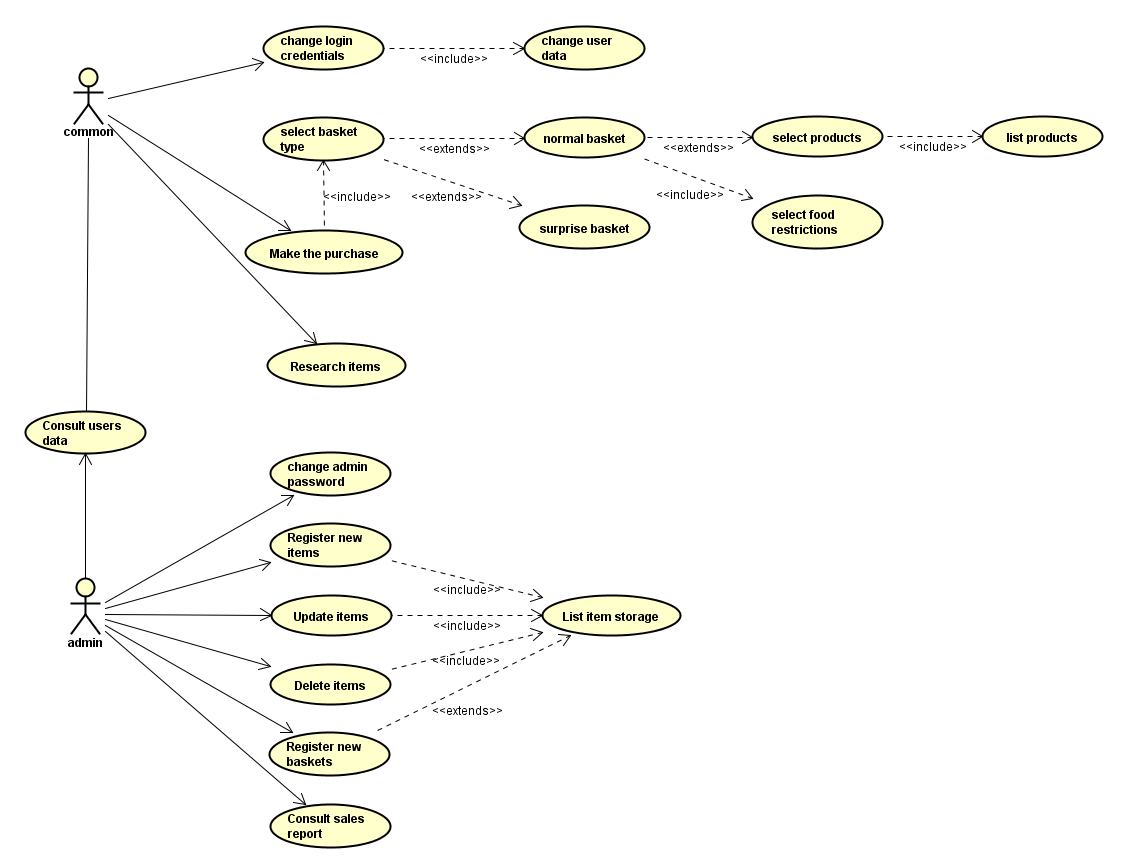 change login
credentials
<<include>>
change user
data
common
select basket
type
<<extends>>
normal basket
<<extends>>
select products
<<include>>
list products
<<include>>
<<extends>>
<<include>>
select food
restrictions
surprise basket
Make the purchase
Research items
Consult users
data
change admin
password
Register new
items
<<include>>
admin
Update items
<<include>>
List item storage
Delete items
<<include>>
<<extends>>
Register new
baskets
Consult sales
report